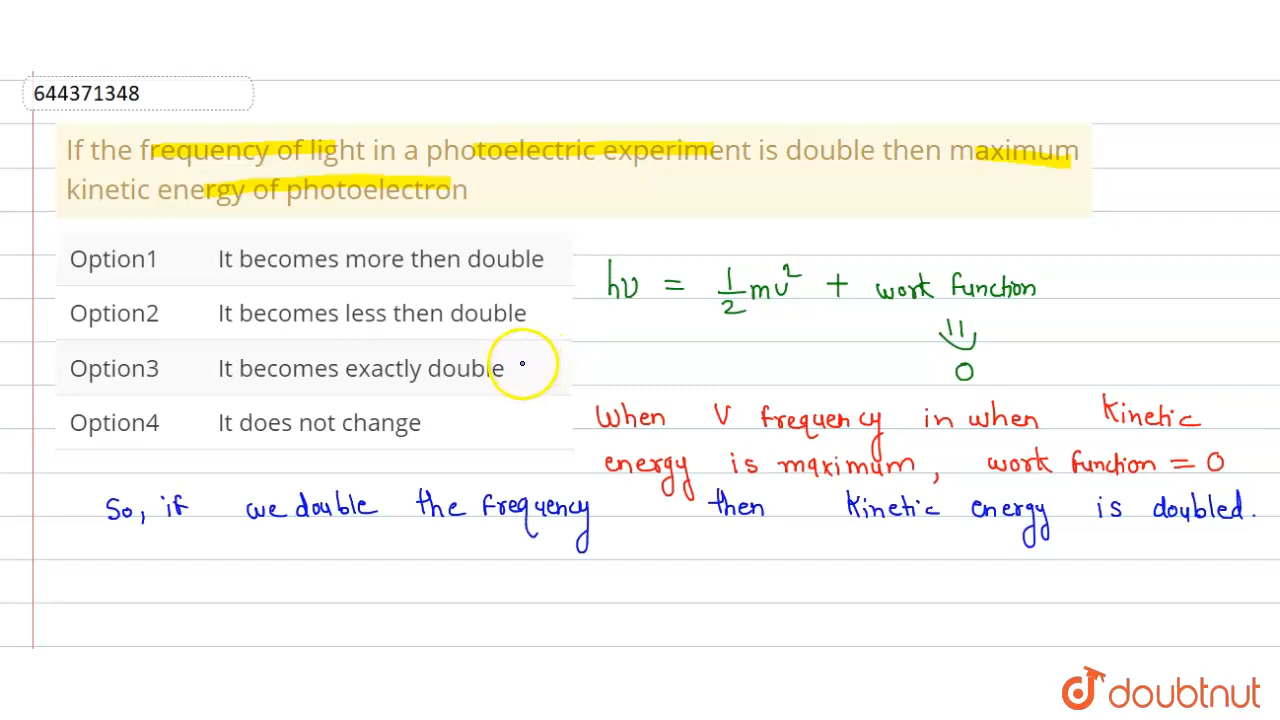 644371348
If the frequency of light in a photoelectric experiment is double then maximum
kinetic energy of photoelectron
Option1 It becomes more then double
Option2 It becomes less then double
Option3 It becomes exactly double
Option4 It does not change
hυ = 1/2 mv² + work function
=
0
When ν frequency in when Kinetic
energy is maximum, work function = 0
So, if we double the frequency then Kinetic energy is doubled.
doubtnut